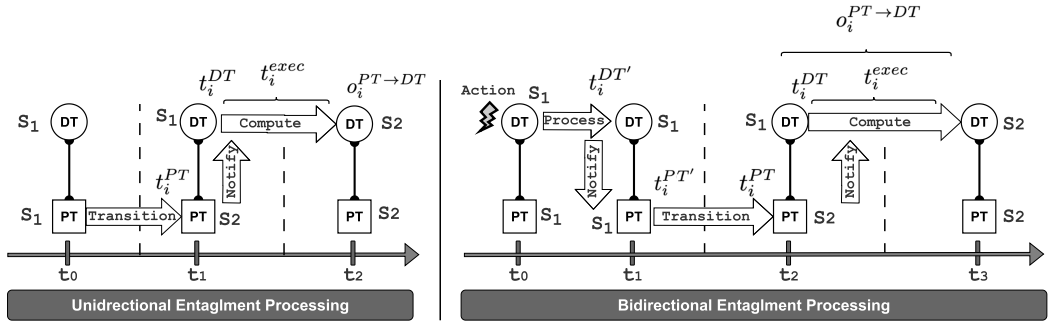 t_i^{DT} t_i^{exec} o_i^{PT→DT}
S1 DT S1 DT Compute DT S2
Notify
t_i^{PT}
S1 PT Transition PT S2 PT S2
t0 t1 t2
Unidrectional Entaglment Processing
o_i^{PT→DT}
t_i^{DT'} t_i^{DT} t_i^{exec}
Action S1
DT Process DT S1 S1 DT Compute DT S2
Notify Notify
t_i^{PT'} t_i^{PT}
PT S1 S1 PT Transition PT S2 PT S2
t0 t1 t2 t3
Bidirectional Entaglment Processing